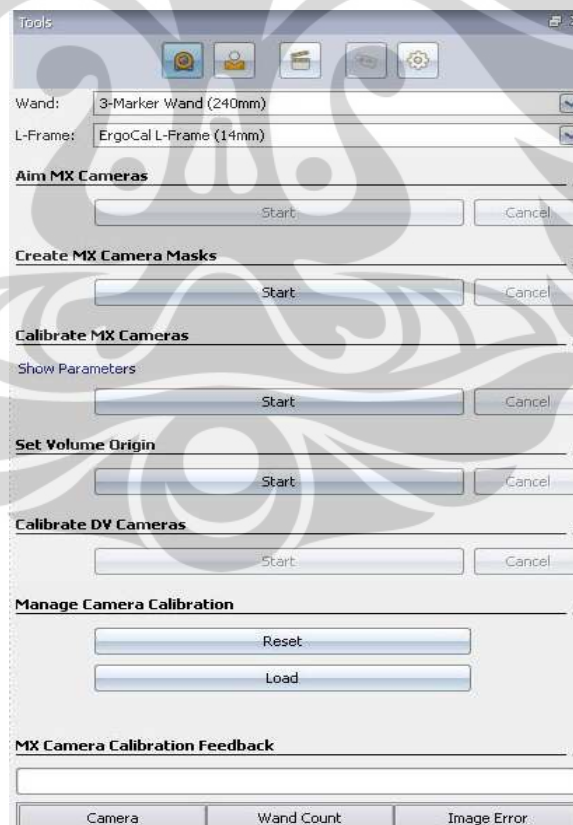 Tools
Wand: 3-Marker Wand (240mm)
L-Frame: ErgoCal L-Frame (14mm)
Aim MX Cameras
Start Cancel
Create MX Camera Masks
Start Cancel
Calibrate MX Cameras
Show Parameters
Start Cancel
Set Volume Origin
Start Cancel
Calibrate DV Cameras
Start Cancel
Manage Camera Calibration
Reset
Load
MX Camera Calibration Feedback
Camera Wand Count Image Error